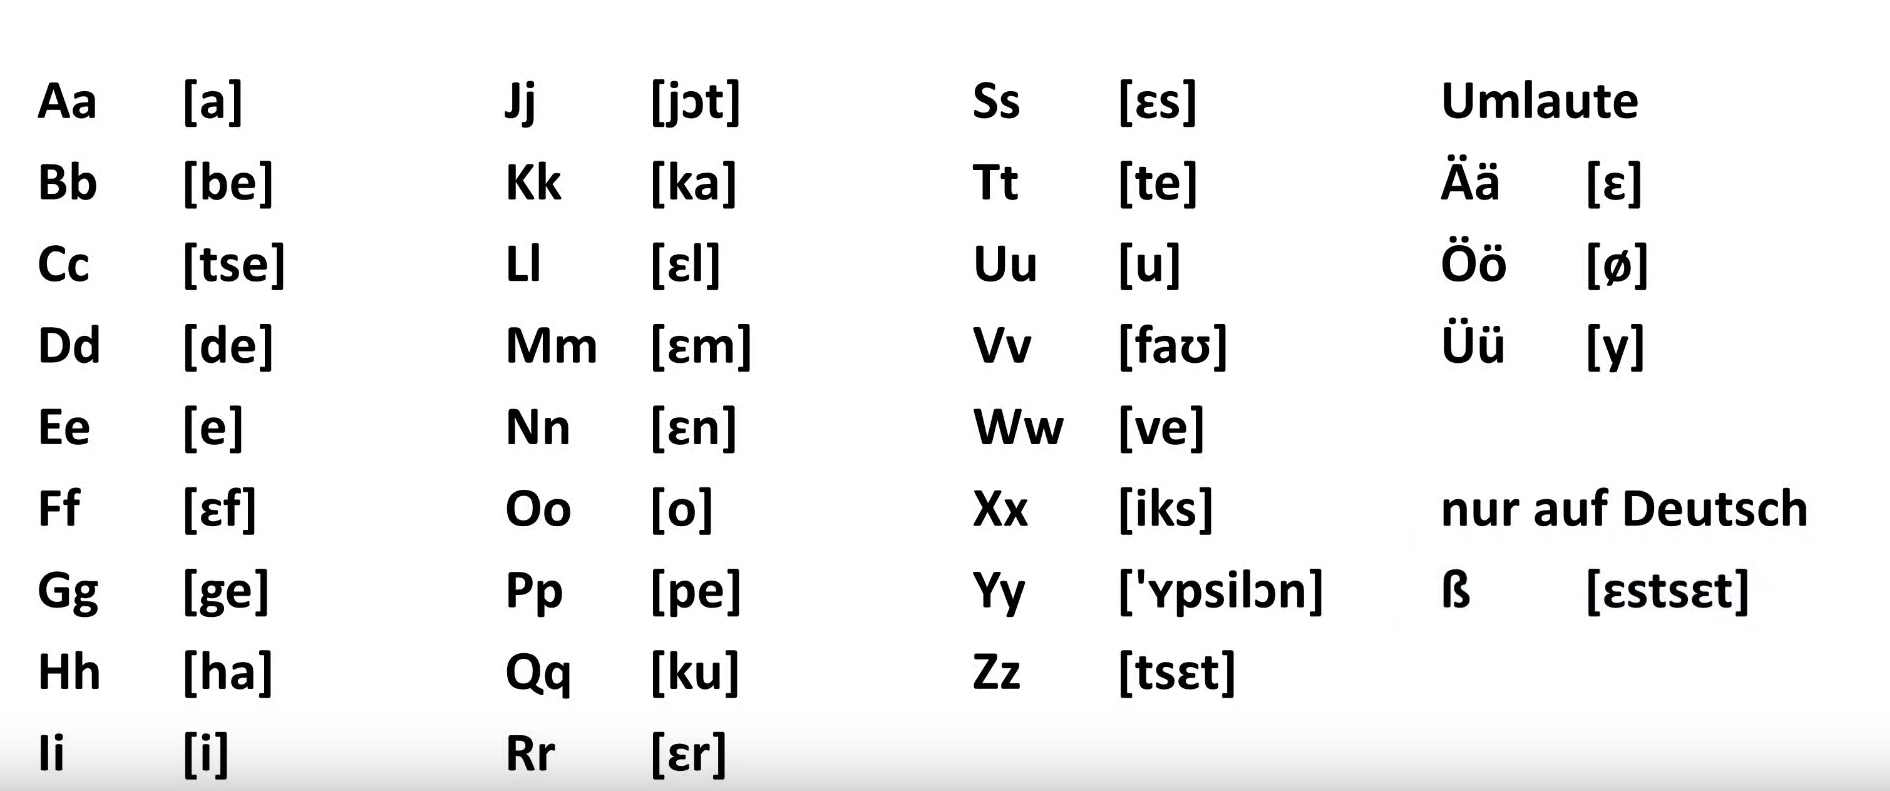 Aa [a]
Bb [be]
Cc [tse]
Dd [de]
Ee [e]
Ff [ɛf]
Gg [ge]
Hh [ha]
Ii [i]
Jj [jɔt]
Kk [ka]
Ll [ɛl]
Mm [ɛm]
Nn [ɛn]
Oo [o]
Pp [pe]
Qq [ku]
Rr [ɛr]
Ss [ɛs]
Tt [te]
Uu [u]
Vv [faʊ]
Ww [ve]
Xx [iks]
Yy ['ʏpsilɔn]
Zz [tsɛt]
Umlaute
Ää [ɛ]
Öö [ø]
Üü [y]
nur auf Deutsch
ß [ɛstsɛt]